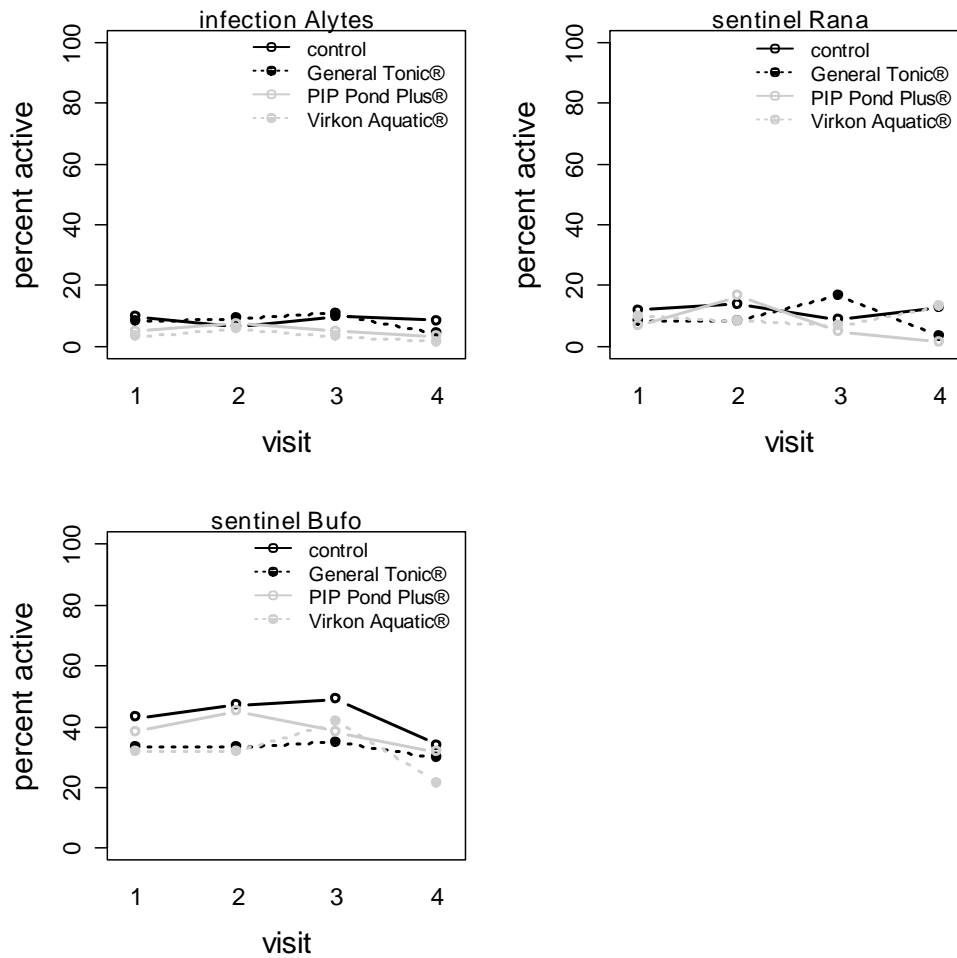 infection Alytes
control
General Tonic®
PIP Pond Plus®
Virkon Aquatic®
percent active
100
80
60
40
20
0
1 2 3 4
visit
sentinel Rana
control
General Tonic®
PIP Pond Plus®
Virkon Aquatic®
percent active
100
80
60
40
20
0
1 2 3 4
visit
sentinel Bufo
control
General Tonic®
PIP Pond Plus®
Virkon Aquatic®
percent active
100
80
60
40
20
0
1 2 3 4
visit